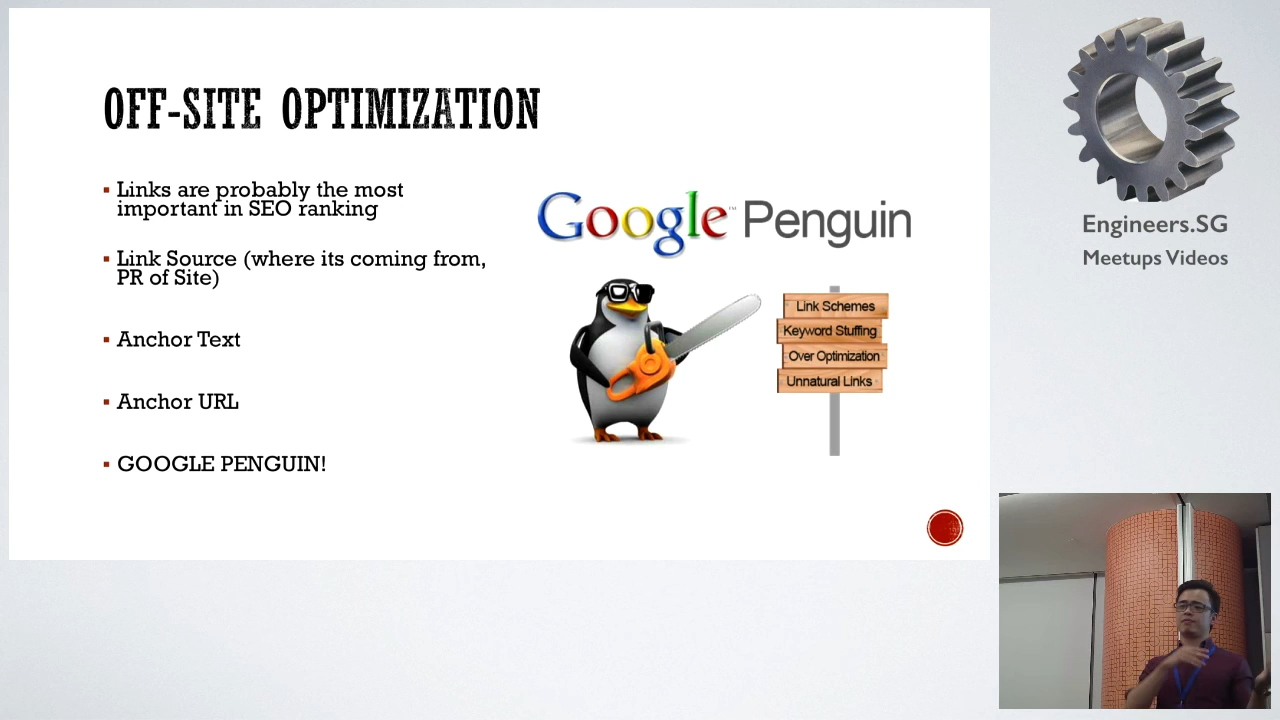 OFF-SITE OPTIMIZATION
Links are probably the most
important in SEO ranking
Link Source (where its coming from,
PR of Site)
Anchor Text
Anchor URL
GOOGLE PENGUIN!
Google™ Penguin
Link Schemes
Keyword Stuffing
Over Optimization
Unnatural Links
Engineers.SG
Meetups Videos